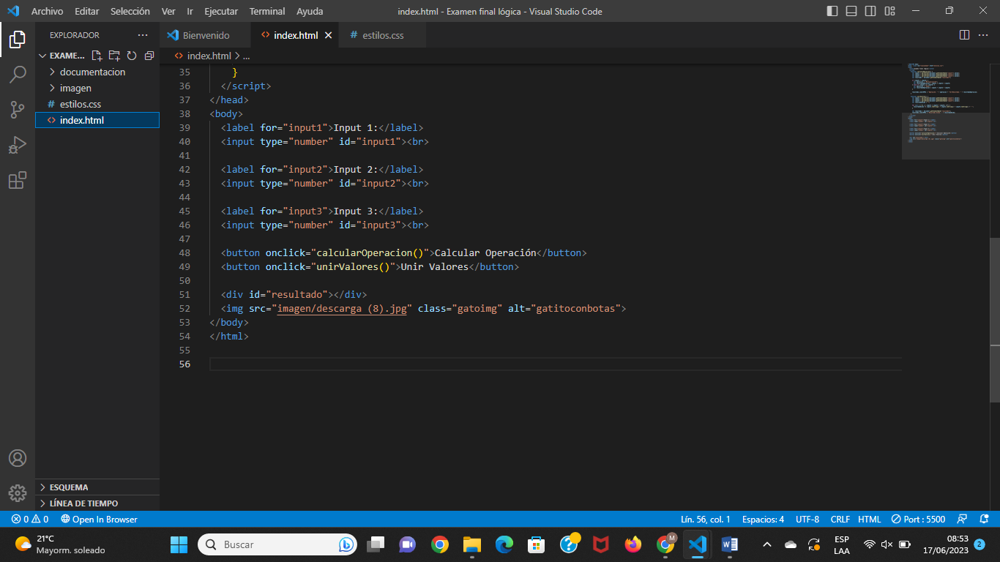 Archivo Editar Selección Ver Ir Ejecutar Terminal Ayuda index.html - Examen final lógica - Visual Studio Code
EXPLORADOR ... Bienvenido index.html estilos.css
EXAME... index.html > ...
documentacion
imagen
estilos.css
index.html
35 }
36 </script>
37 </head>
38 <body>
39 <label for="input1">Input 1:</label>
40 <input type="number" id="input1"><br>
41
42 <label for="input2">Input 2:</label>
43 <input type="number" id="input2"><br>
44
45 <label for="input3">Input 3:</label>
46 <input type="number" id="input3"><br>
47
48 <button onclick="calcularOperacion()">Calcular Operación</button>
49 <button onclick="unirValores()">Unir Valores</button>
50
51 <div id="resultado"></div>
52 <img src="imagen/descarga (8).jpg" class="gatoimg" alt="gatitoconbotas">
53 </body>
54 </html>
55
56
ESQUEMA
LÍNEA DE TIEMPO
0 0 Open In Browser Lín. 56, col. 1 Espacios: 4 UTF-8 CRLF HTML Port : 5500
21°C
Mayorm. soleado
Buscar
M
ESP
LAA
08:53
17/06/2023
2